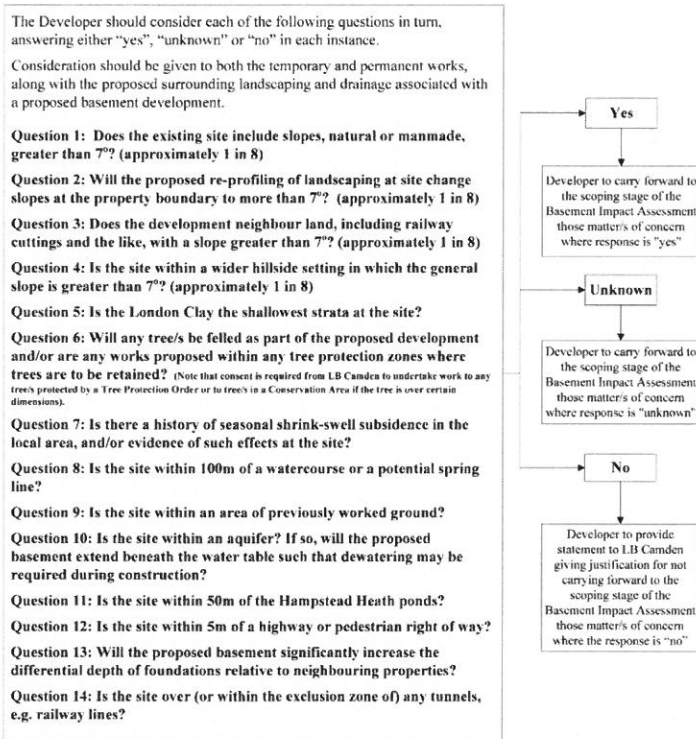 The Developer should consider each of the following questions in turn,
answering either “yes”, “unknown” or “no” in each instance.
Consideration should be given to both the temporary and permanent works,
along with the proposed surrounding landscaping and drainage associated with
a proposed basement development.
Question 1: Does the existing site include slopes, natural or manmade,
greater than 7°? (approximately 1 in 8)
Question 2: Will the proposed re-profiling of landscaping at site change
slopes at the property boundary to more than 7°? (approximately 1 in 8)
Question 3: Does the development neighbour land, including railway
cuttings and the like, with a slope greater than 7°? (approximately 1 in 8)
Question 4: Is the site within a wider hillside setting in which the general
slope is greater than 7°? (approximately 1 in 8)
Question 5: Is the London Clay the shallowest strata at the site?
Question 6: Will any tree/s be felled as part of the proposed development
and/or are any works proposed within any tree protection zones where
trees are to be retained? (Note that consent is required from LB Camden to undertake work to any
tree/s protected by a Tree Protection Order or to tree/s in a Conservation Area if the tree is over certain
dimensions).
Question 7: Is there a history of seasonal shrink-swell subsidence in the
local area, and/or evidence of such effects at the site?
Question 8: Is the site within 100m of a watercourse or a potential spring
line?
Question 9: Is the site within an area of previously worked ground?
Question 10: Is the site within an aquifer? If so, will the proposed
basement extend beneath the water table such that dewatering may be
required during construction?
Question 11: Is the site within 50m of the Hampstead Heath ponds?
Question 12: Is the site within 5m of a highway or pedestrian right of way?
Question 13: Will the proposed basement significantly increase the
differential depth of foundations relative to neighbouring properties?
Question 14: Is the site over (or within the exclusion zone of) any tunnels,
e.g. railway lines?
Yes
Developer to carry forward to
the scoping stage of the
Basement Impact Assessment
those matter/s of concern
where response is "yes"
Unknown
Developer to carry forward to
the scoping stage of the
Basement Impact Assessment
those matter/s of concern
where response is "unknown"
No
Developer to provide
statement to LB Camden
giving justification for not
carrying forward to the
scoping stage of the
Basement Impact Assessment
those matter/s of concern
where the response is “no”